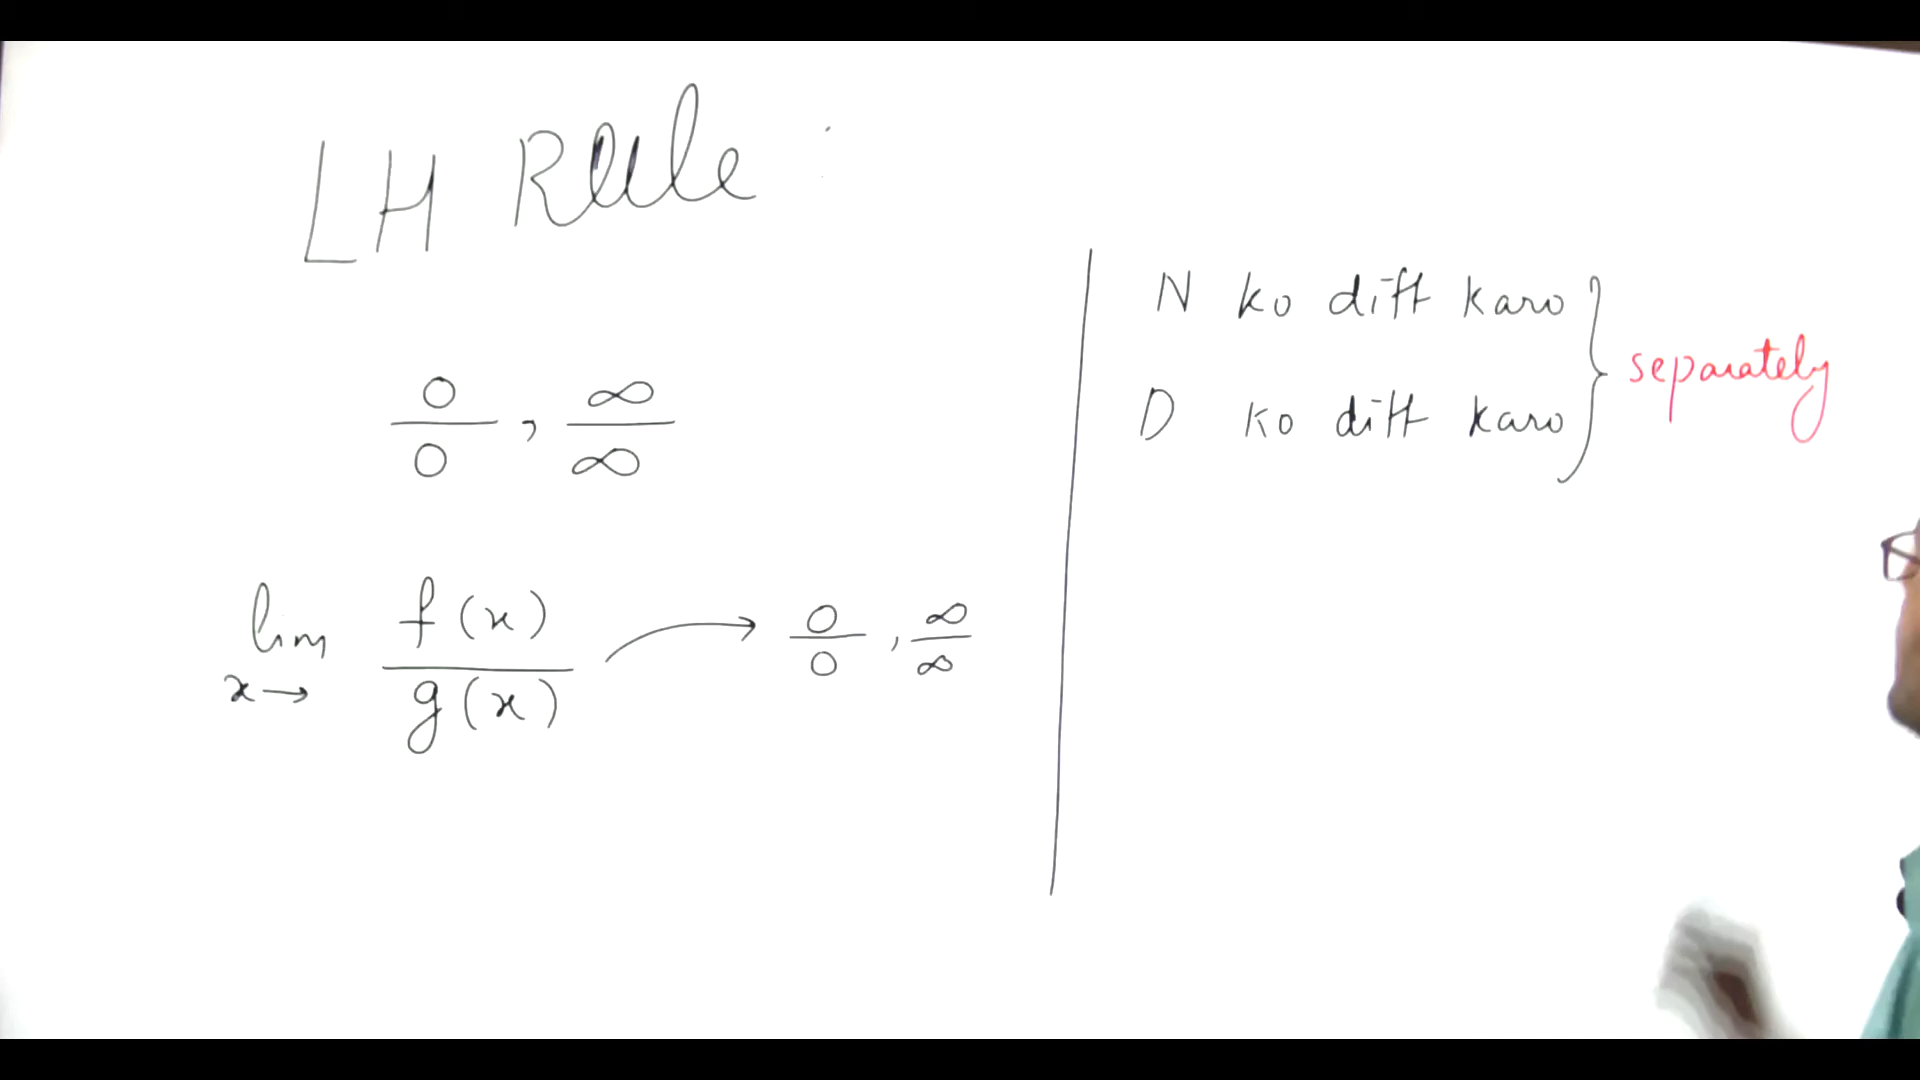 LH Rule :
0/0 , ∞/∞
lim x→ f(x)/g(x) → 0/0 , ∞/∞
N ko diff karo
D ko diff karo
} separately